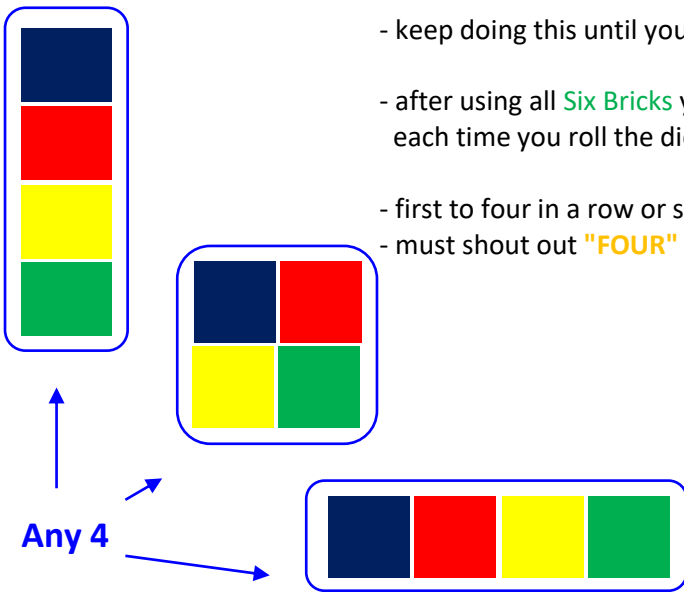 - keep doing this until you
- after using all Six Bricks
each time you roll the
- first to four in a row or
- must shout out "FOUR"
Any 4